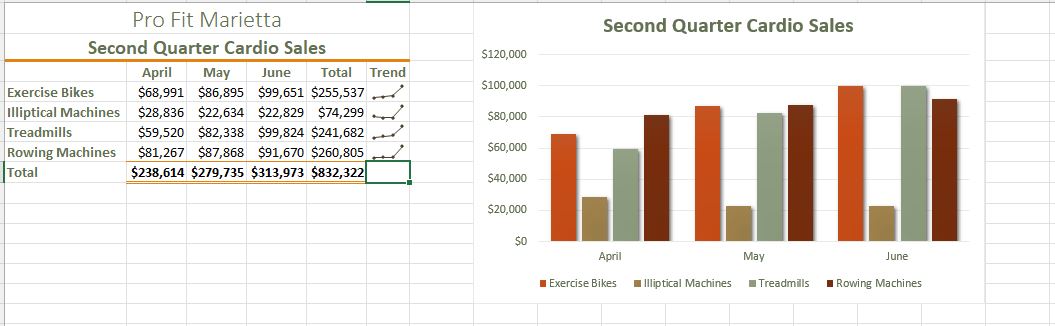 Pro Fit Marietta
Second Quarter Cardio Sales
April May June Total Trend
Exercise Bikes $68,991 $86,895 $99,651 $255,537
Illiptical Machines $28,836 $22,634 $22,829 $74,299
Treadmills $59,520 $82,338 $99,824 $241,682
Rowing Machines $81,267 $87,868 $91,670 $260,805
Total $238,614 $279,735 $313,973 $832,322
Second Quarter Cardio Sales
$120,000
$100,000
$80,000
$60,000
$40,000
$20,000
$0
April May June
Exercise Bikes Illiptical Machines Treadmills Rowing Machines